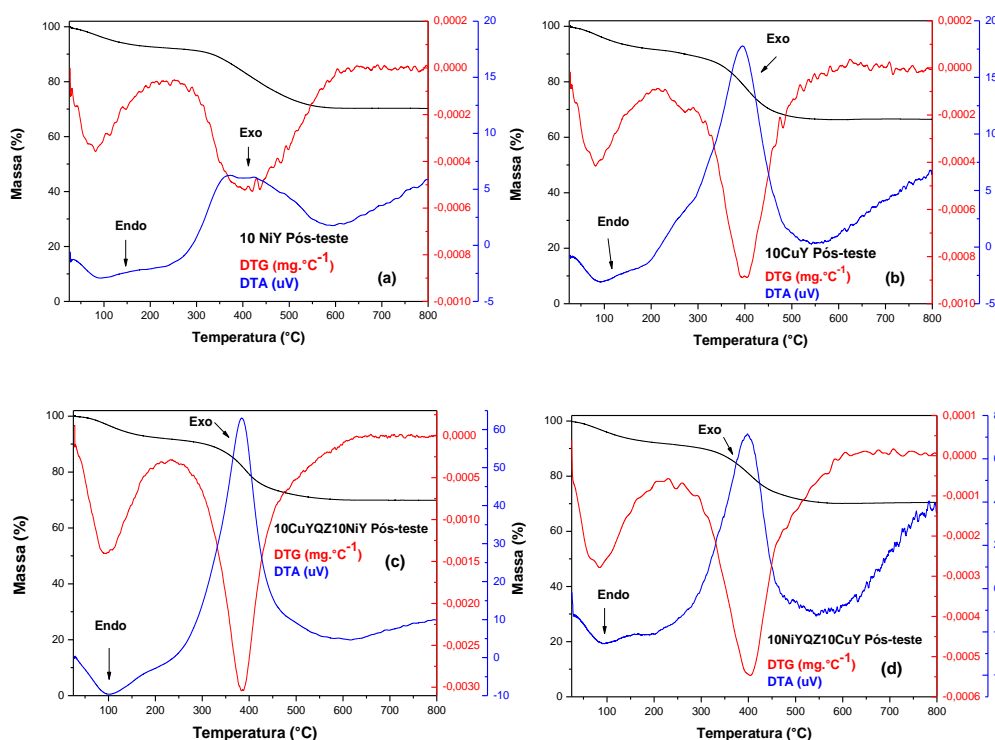 100
80
60
40
20
0
Massa (%)
0,0002
0,0000
-0,0002
-0,0004
-0,0006
-0,0008
-0,0010
20
15
10
5
0
-5
Exo
Endo
10 NiY Pós-teste
DTG (mg.°C-1)
DTA (uV)
(a)
100 200 300 400 500 600 700 800
Temperatura (°C)
100
80
60
40
20
0
Massa (%)
0,0002
0,0000
-0,0002
-0,0004
-0,0006
-0,0008
-0,0010
20
15
10
5
0
-5
Exo
Endo
10CuY Pós-teste
DTG (mg.°C-1)
DTA (uV)
(b)
100 200 300 400 500 600 700 800
Temperatura (°C)
100
80
60
40
20
0
Massa (%)
0,0000
-0,0005
-0,0010
-0,0015
-0,0020
-0,0025
-0,0030
60
50
40
30
20
10
0
-10
Exo
Endo
10CuYQZ10NiY Pós-teste
DTG (mg.°C-1)
DTA (uV)
(c)
100 200 300 400 500 600 700 800
Temperatura (°C)
100
80
60
40
20
0
Massa (%)
0,0001
0,0000
-0,0001
-0,0002
-0,0003
-0,0004
-0,0005
-0,0006
Exo
Endo
10NiYQZ10CuY Pós-teste
DTG (mg.°C-1)
DTA (uV)
(d)
100 200 300 400 500 600 700 800
Temperatura (°C)